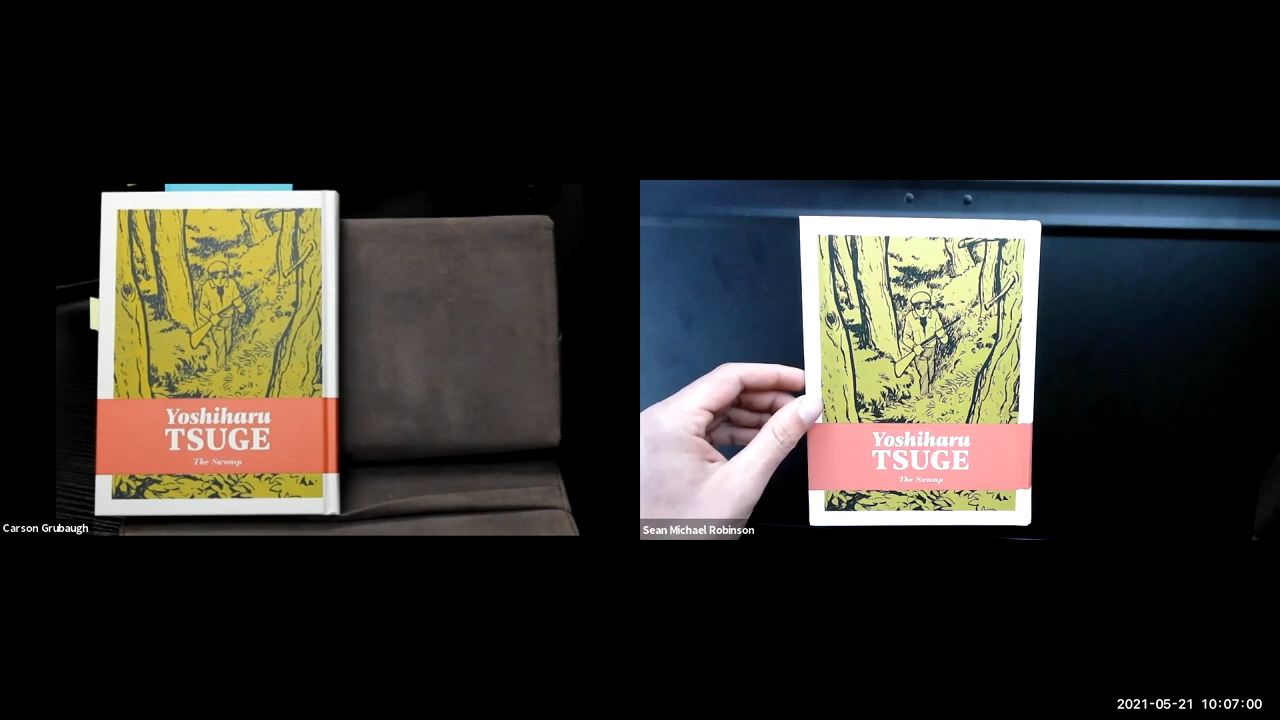 Yoshiharu
TSUGE
The Swamp
Carson Grubaugh
Yoshiharu
TSUGE
The Swamp
Sean Michael Robinson
2021-05-21 10:07:00